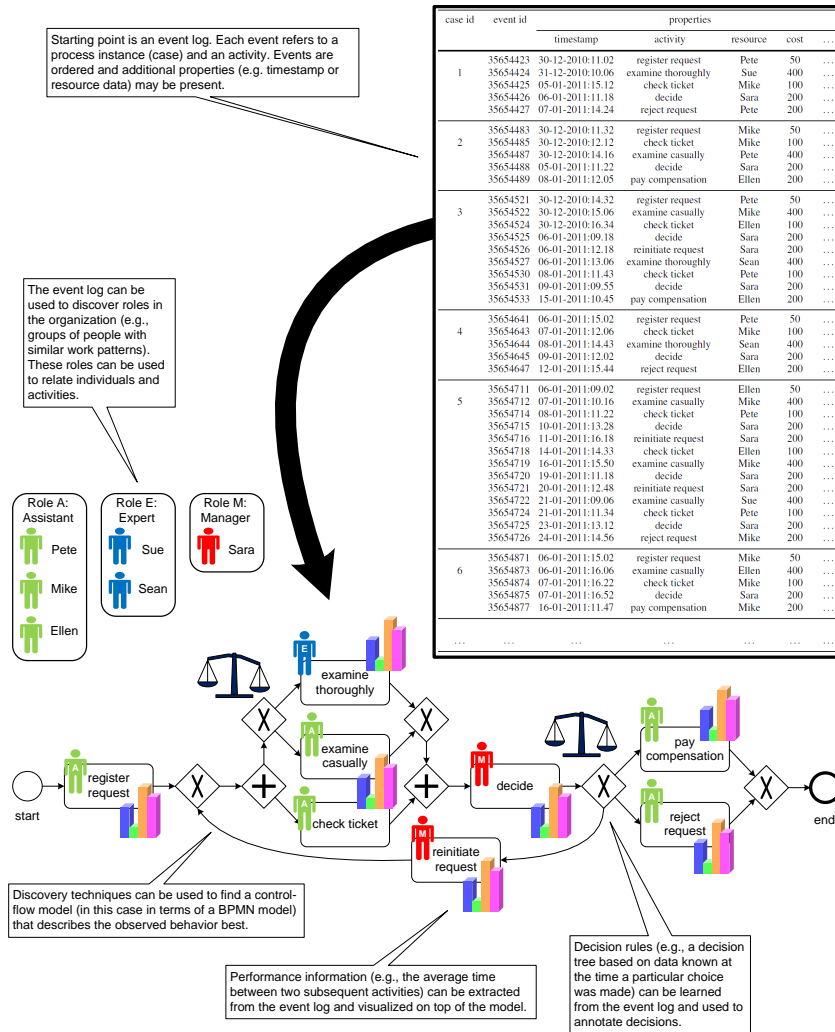 Starting point is an event log. Each event refers to a
process instance (case) and an activity. Events are
ordered and additional properties (e.g. timestamp or
resource data) may be present.
case id event id properties
timestamp activity resource cost ...
35654423 30-12-2010:11.02 register request Pete 50 ...
1 35654424 31-12-2010:10.06 examine thoroughly Sue 400 ...
35654425 05-01-2011:15.12 check ticket Mike 100 ...
35654426 06-01-2011:11.18 decide Sara 200 ...
35654427 07-01-2011:14.24 reject request Pete 200 ...
35654483 30-12-2010:11.32 register request Mike 50 ...
2 35654485 30-12-2010:12.12 check ticket Mike 100 ...
35654487 30-12-2010:14.16 examine casually Pete 400 ...
35654488 05-01-2011:11.22 decide Sara 200 ...
35654489 08-01-2011:12.05 pay compensation Ellen 200 ...
35654521 30-12-2010:14.32 register request Pete 50 ...
3 35654522 30-12-2010:15.06 examine casually Mike 400 ...
35654524 30-12-2010:16.34 check ticket Ellen 100 ...
35654525 06-01-2011:09.18 decide Sara 200 ...
35654526 06-01-2011:12.18 reinitiate request Sara 200 ...
35654527 06-01-2011:13.06 examine thoroughly Sean 400 ...
35654530 08-01-2011:11.43 check ticket Pete 100 ...
35654531 09-01-2011:09.55 decide Sara 200 ...
35654533 15-01-2011:10.45 pay compensation Ellen 200 ...
35654641 06-01-2011:15.02 register request Pete 50 ...
4 35654643 07-01-2011:12.06 check ticket Mike 100 ...
35654644 08-01-2011:14.43 examine thoroughly Sean 400 ...
35654645 09-01-2011:12.02 decide Sara 200 ...
35654647 12-01-2011:15.44 reject request Ellen 200 ...
35654711 06-01-2011:09.02 register request Ellen 50 ...
5 35654712 07-01-2011:10.16 examine casually Mike 400 ...
35654714 08-01-2011:11.22 check ticket Pete 100 ...
35654715 10-01-2011:13.28 decide Sara 200 ...
35654716 11-01-2011:16.18 reinitiate request Sara 200 ...
35654718 14-01-2011:14.33 check ticket Ellen 100 ...
35654719 16-01-2011:15.50 examine casually Mike 400 ...
35654720 19-01-2011:11.18 decide Sara 200 ...
35654721 20-01-2011:12.48 reinitiate request Sara 200 ...
35654722 21-01-2011:09.06 examine casually Sue 400 ...
35654724 21-01-2011:11.34 check ticket Pete 100 ...
35654725 23-01-2011:13.12 decide Sara 200 ...
35654726 24-01-2011:14.56 reject request Mike 200 ...
35654871 06-01-2011:15.02 register request Mike 50 ...
6 35654873 06-01-2011:16.06 examine casually Ellen 400 ...
35654874 07-01-2011:16.22 check ticket Mike 100 ...
35654875 07-01-2011:16.52 decide Sara 200 ...
35654877 16-01-2011:11.47 pay compensation Mike 200 ...
... ... ... ... ... ... ...
The event log can be
used to discover roles in
the organization (e.g.,
groups of people with
similar work patterns).
These roles can be used
to relate individuals and
activities.
Role A:
Assistant
Pete
Mike
Ellen
Role E:
Expert
Sue
Sean
Role M:
Manager
Sara
E
examine
thoroughly
A
examine
casually
A
check ticket
A
register
request
start
M
decide
M
reinitiate
request
A
pay
compensation
A
reject
request
end
Discovery techniques can be used to find a control-
flow model (in this case in terms of a BPMN model)
that describes the observed behavior best.
Performance information (e.g., the average time
between two subsequent activities) can be extracted
from the event log and visualized on top of the model.
Decision rules (e.g., a decision
tree based on data known at
the time a particular choice
was made) can be learned
from the event log and used to
annotate decisions.